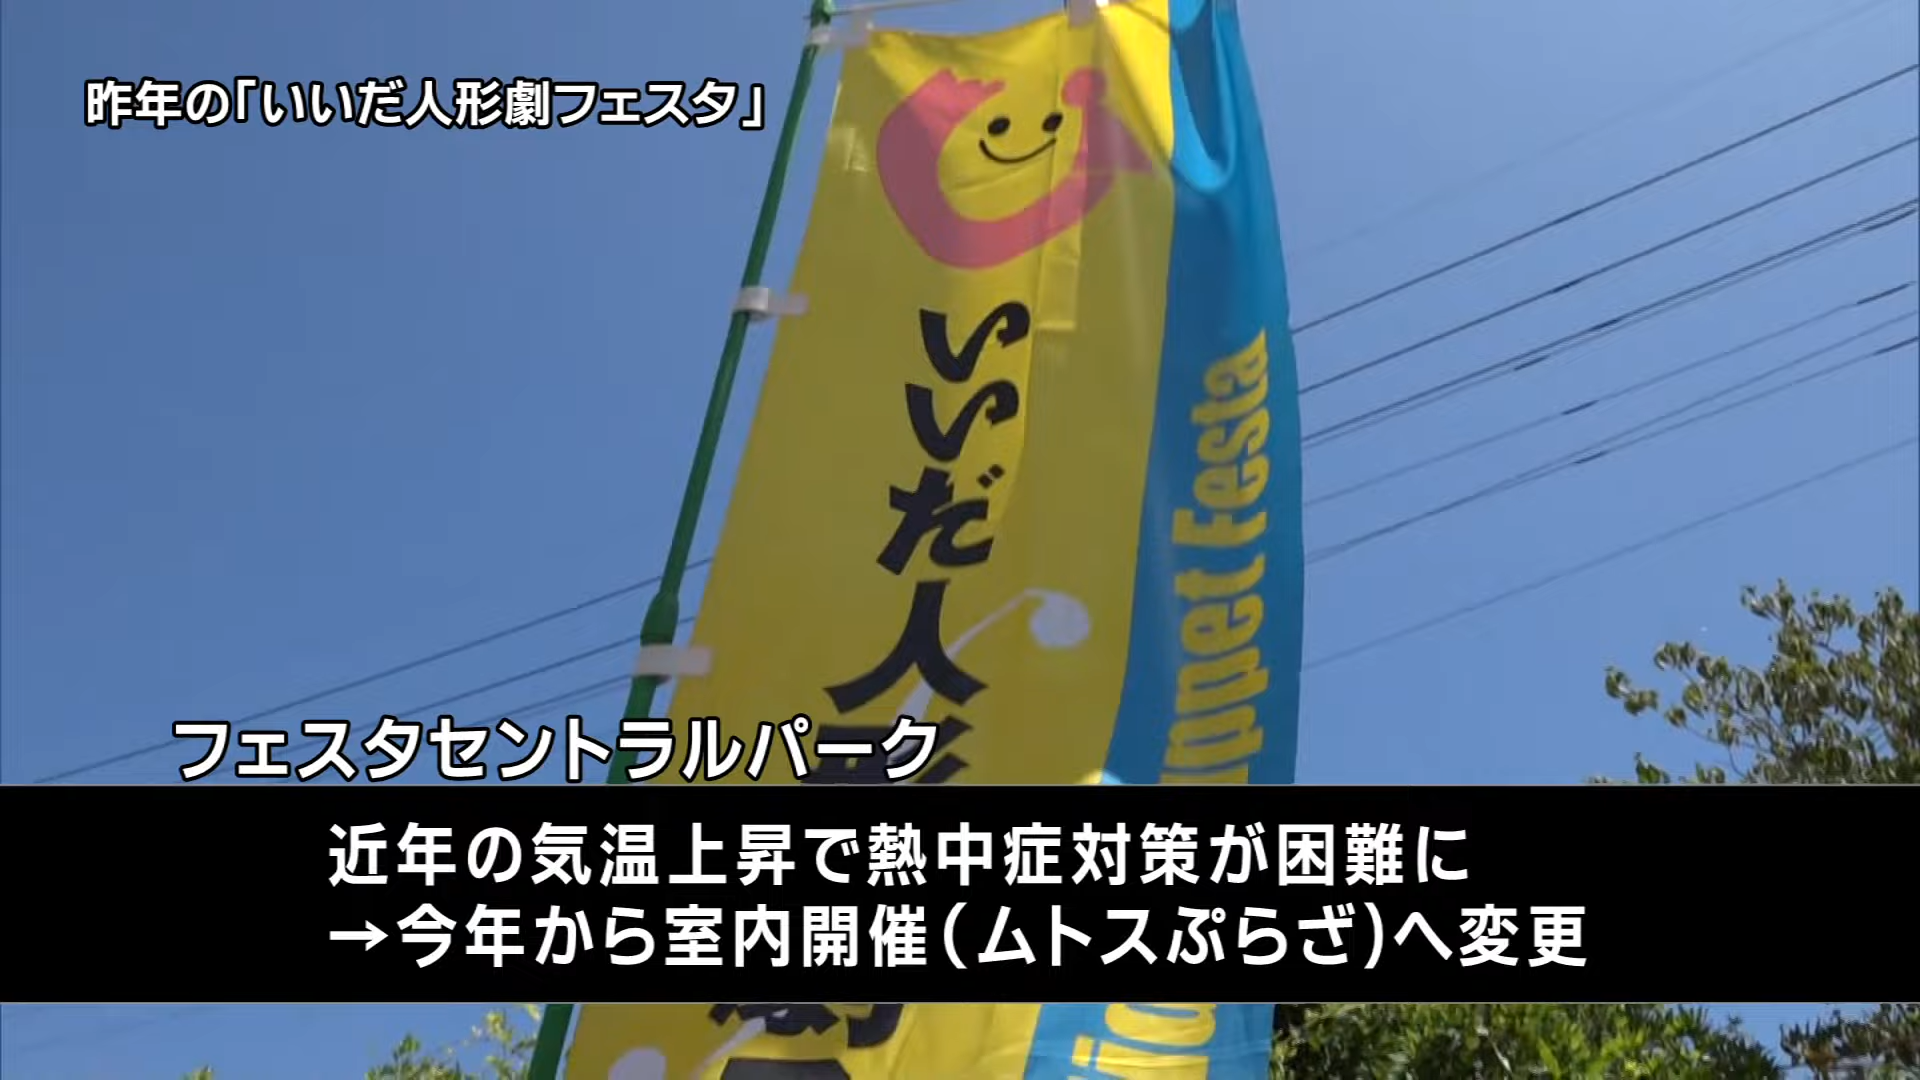 昨年の「いいだ人形劇フェスタ」
いいだ人形劇
Puppet Festa
フェスタセントラルパーク
近年の気温上昇で熱中症対策が困難に
→今年から室内開催(ムトスぷらざ)へ変更